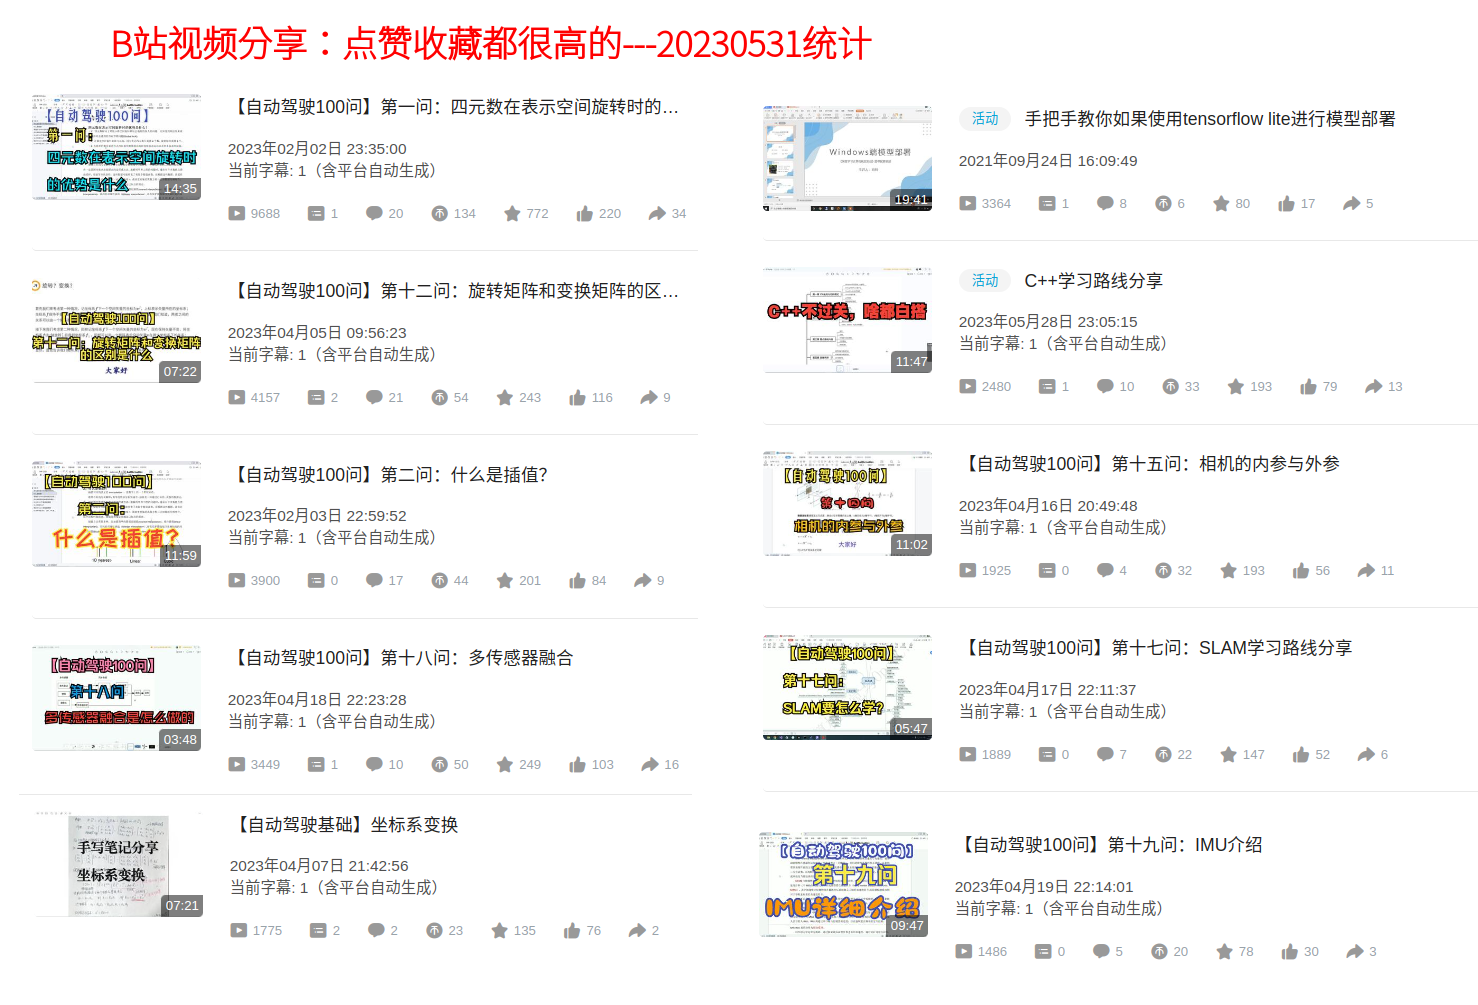 B站视频分享：点赞收藏都很高的---20230531统计
【自动驾驶100问】
第一问：
四元数在表示空间旋转时
的优势是什么
14:35
【自动驾驶100问】第一问：四元数在表示空间旋转时的...
2023年02月02日 23:35:00
当前字幕: 1（含平台自动生成）
9688 1 20 134 772 220 34
旋转? 变换?
【自动驾驶100问】
第十二问：旋转矩阵和变换矩阵
的区别是什么
大家好
07:22
【自动驾驶100问】第十二问：旋转矩阵和变换矩阵的区...
2023年04月05日 09:56:23
当前字幕: 1（含平台自动生成）
4157 2 21 54 243 116 9
【自动驾驶100问】
第二问：
什么是插值?
11:59
【自动驾驶100问】第二问：什么是插值？
2023年02月03日 22:59:52
当前字幕: 1（含平台自动生成）
3900 0 17 44 201 84 9
【自动驾驶100问】
第十八问
多传感器融合是怎么做的
03:48
【自动驾驶100问】第十八问：多传感器融合
2023年04月18日 22:23:28
当前字幕: 1（含平台自动生成）
3449 1 10 50 249 103 16
手写笔记分享
坐标系变换
07:21
【自动驾驶基础】坐标系变换
2023年04月07日 21:42:56
当前字幕: 1（含平台自动生成）
1775 2 2 23 135 76 2
Windows端模型部署
19:41
活动 手把手教你如果使用tensorflow lite进行模型部署
2021年09月24日 16:09:49
3364 1 8 6 80 17 5
C++不过关，啥都白搭
11:47
活动 C++学习路线分享
2023年05月28日 23:05:15
当前字幕: 1（含平台自动生成）
2480 1 10 33 193 79 13
【自动驾驶100问】
第十四问
相机的内参与外参
大家好
11:02
【自动驾驶100问】第十五问：相机的内参与外参
2023年04月16日 20:49:48
当前字幕: 1（含平台自动生成）
1925 0 4 32 193 56 11
【自动驾驶100问】
第十七问：
SLAM要怎么学?
05:47
【自动驾驶100问】第十七问：SLAM学习路线分享
2023年04月17日 22:11:37
当前字幕: 1（含平台自动生成）
1889 0 7 22 147 52 6
【自动驾驶100问】
第十九问
IMU详细介绍
09:47
【自动驾驶100问】第十九问：IMU介绍
2023年04月19日 22:14:01
当前字幕: 1（含平台自动生成）
1486 0 5 20 78 30 3